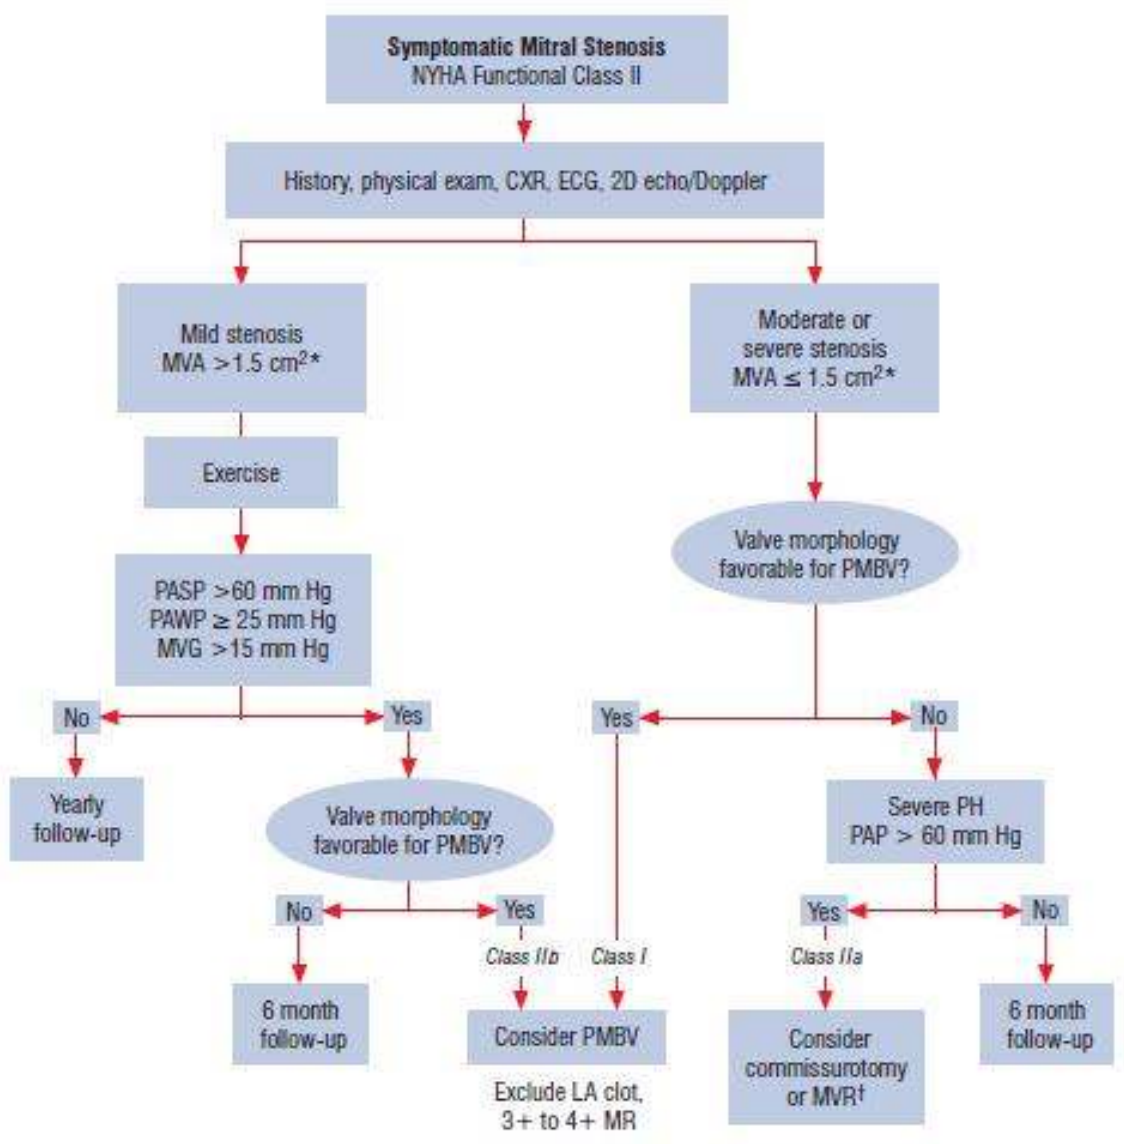 Symptomatic Mitral Stenosis
NYHA Functional Class II
History, physical exam, CXR, ECG, 2D echo/Doppler
Mild stenosis
MVA >1.5 cm²*
Moderate or
severe stenosis
MVA ≤ 1.5 cm²*
Exercise
Valve morphology
favorable for PMBV?
PASP >60 mm Hg
PAWP ≥ 25 mm Hg
MVG >15 mm Hg
No
Yes
Yes
No
Yearly
follow-up
Valve morphology
favorable for PMBV?
Severe PH
PAP > 60 mm Hg
No
Yes
Yes
No
Class IIb
Class I
Class IIa
6 month
follow-up
Consider PMBV
Exclude LA clot,
3+ to 4+ MR
Consider
commissurotomy
or MVR†
6 month
follow-up